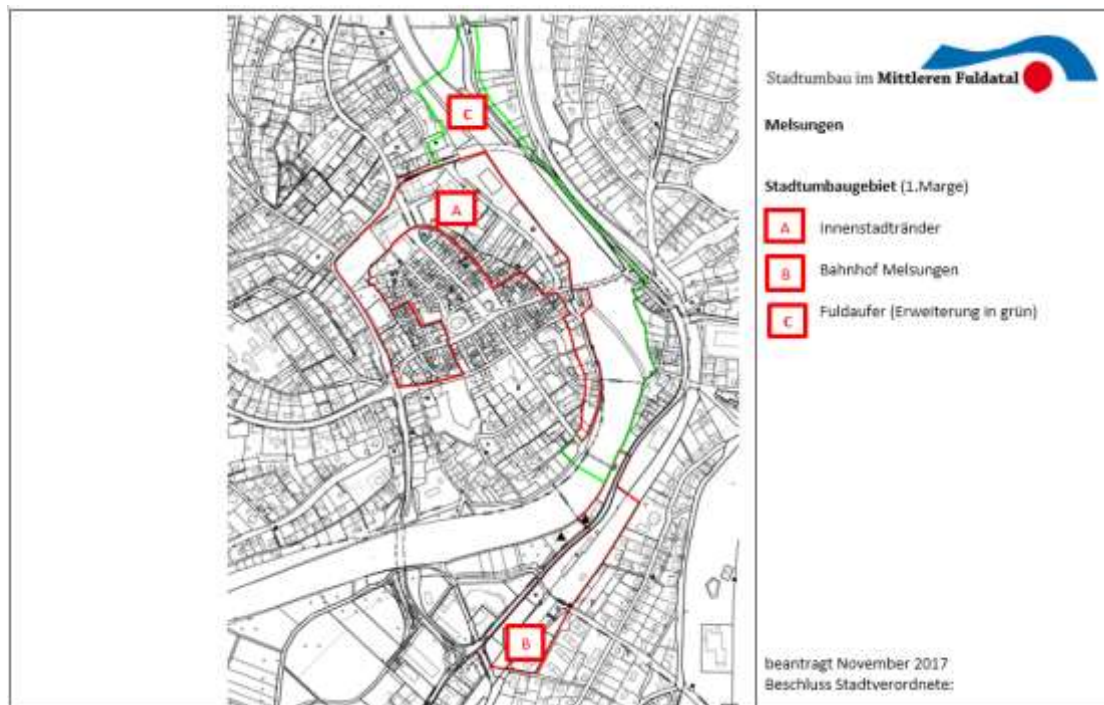 C
A
B
Stadtumbau im Mittleren Fuldatal
Melsungen
Stadtumbaugebiet (1.Marge)
A Innenstadtränder
B Bahnhof Melsungen
C Fuldaufer (Erweiterung in grün)
beantragt November 2017
Beschluss Stadtverordnete: